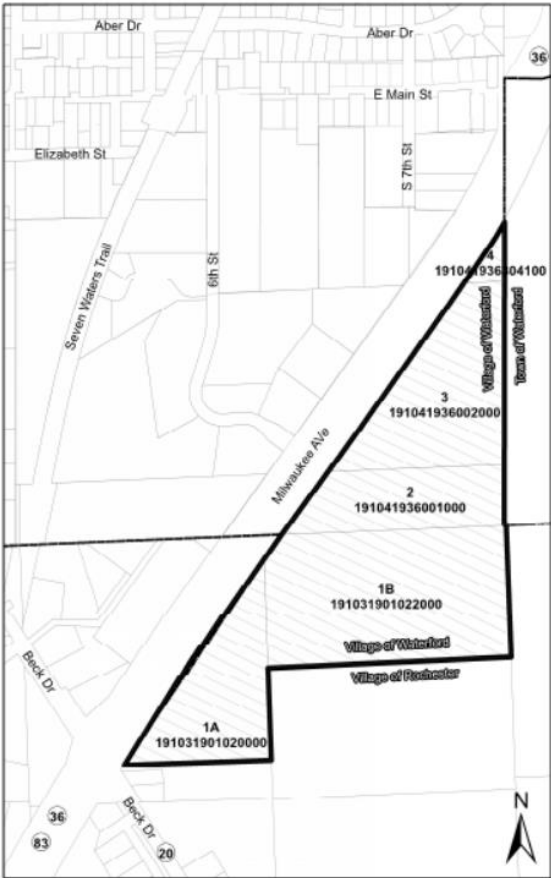 Aber Dr
Aber Dr
36
E Main St
Elizabeth St
S 7th St
6th St
Seven Waters Trail
4
191041936304100
Village of Waterford
Town of Waterford
3
191041936002000
Milwaukee AVe
2
191041936001000
1B
191031901022000
Village of Waterford
Village of Rochester
Beck Dr
1A
191031901020000
Beck Dr
36
83
20
N